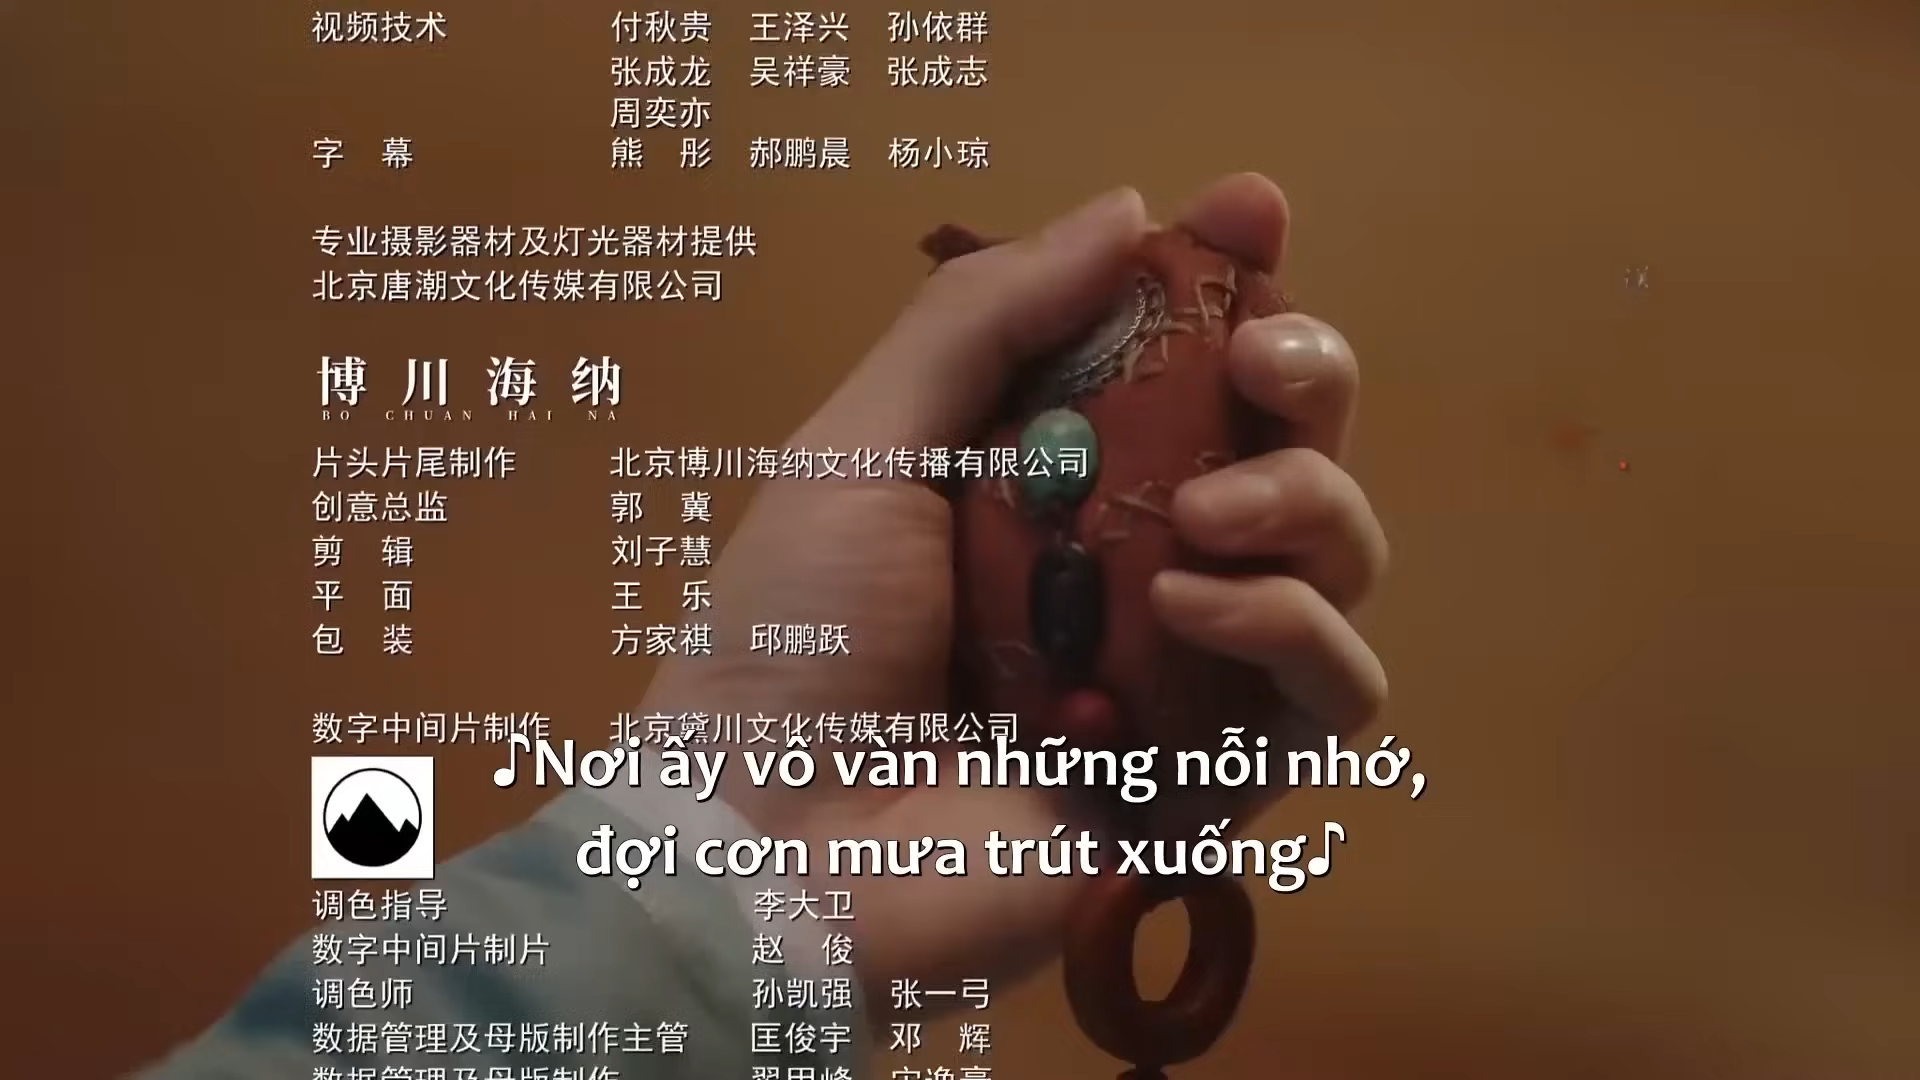 视频技术 付秋贵 王泽兴 孙依群
张成龙 吴祥豪 张成志
周奕亦
字 幕 熊 彤 郝鹏晨 杨小琼
专业摄影器材及灯光器材提供
北京唐潮文化传媒有限公司
博川海纳
BO CHUAN HAI NA
片头片尾制作 北京博川海纳文化传播有限公司
创意总监 郭 冀
剪 辑 刘子慧
平 面 王 乐
包 装 方家祺 邱鹏跃
数字中间片制作 北京黛川文化传媒有限公司
♪Nơi ấy vô vàn những nỗi nhớ,
đợi cơn mưa trút xuống♪
调色指导 李大卫
数字中间片制片 赵 俊
调色师 孙凯强 张一弓
数据管理及母版制作主管 匡俊宇 邓 辉
数据管理及母版制作